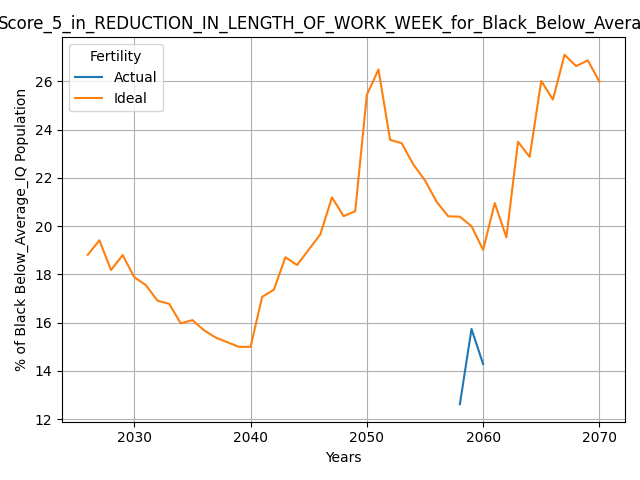 Score_5_in_REDUCTION_IN_LENGTH_OF_WORK_WEEK_for_Black_Below_Avera
Fertility
Actual
Ideal
% of Black Below_Average_IQ Population
26
24
22
20
18
16
14
12
2030
2040
2050
2060
2070
Years